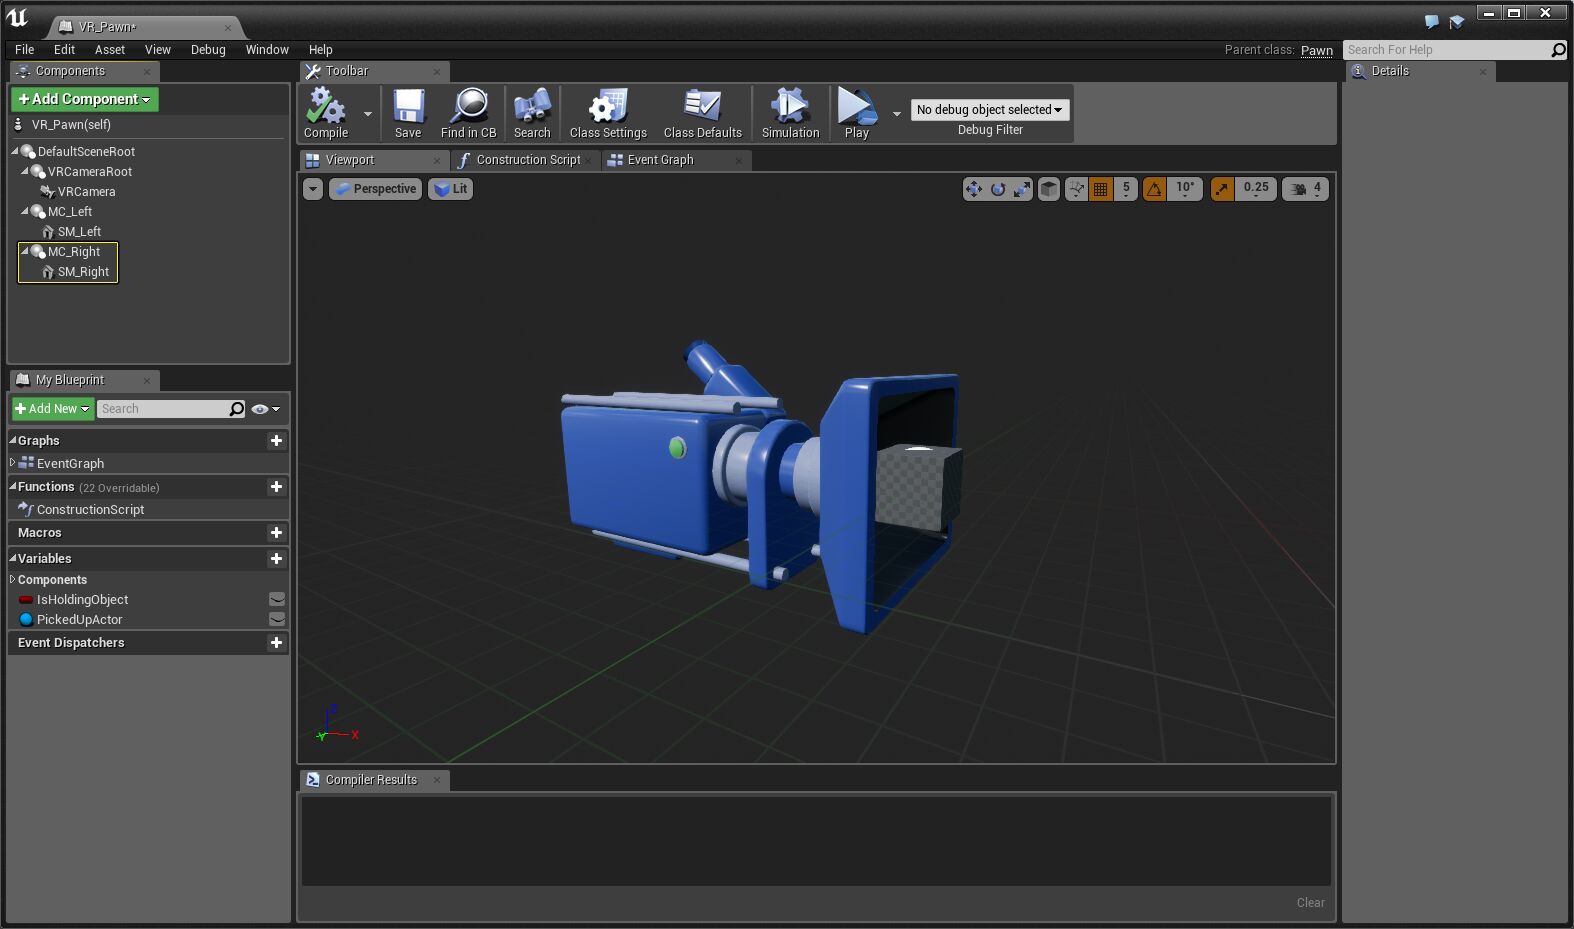 VR_Pawn*
File Edit Asset View Debug Window Help
Parent class: Pawn
Search For Help
Components
Toolbar
Details
Add Component
Compile
Save
Find in CB
Search
Class Settings
Class Defaults
Simulation
Play
No debug object selected
Debug Filter
VR_Pawn(self)
DefaultSceneRoot
VRCameraRoot
VRCamera
MC_Left
SM_Left
MC_Right
SM_Right
Viewport
Construction Script
Event Graph
Perspective
Lit
5
10°
0.25
4
My Blueprint
Add New
Search
Graphs
EventGraph
Functions (22 Overridable)
ConstructionScript
Macros
Variables
Components
IsHoldingObject
PickedUpActor
Event Dispatchers
Z
Y
X
Compiler Results
Clear